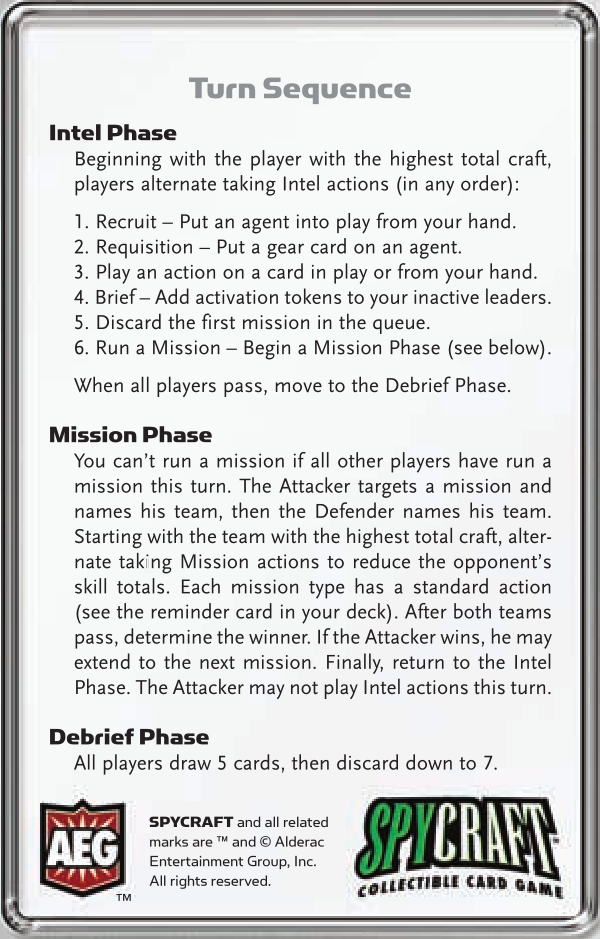 Turn Sequence
Intel Phase
Beginning with the player with the highest total craft,
players alternate taking Intel actions (in any order):
1. Recruit – Put an agent into play from your hand.
2. Requisition – Put a gear card on an agent.
3. Play an action on a card in play or from your hand.
4. Brief – Add activation tokens to your inactive leaders.
5. Discard the first mission in the queue.
6. Run a Mission – Begin a Mission Phase (see below).
When all players pass, move to the Debrief Phase.
Mission Phase
You can't run a mission if all other players have run a
mission this turn. The Attacker targets a mission and
names his team, then the Defender names his team.
Starting with the team with the highest total craft, alter-
nate taking Mission actions to reduce the opponent's
skill totals. Each mission type has a standard action
(see the reminder card in your deck). After both teams
pass, determine the winner. If the Attacker wins, he may
extend to the next mission. Finally, return to the Intel
Phase. The Attacker may not play Intel actions this turn.
Debrief Phase
All players draw 5 cards, then discard down to 7.
AEG
TM
SPYCRAFT and all related
marks are ™ and © Alderac
Entertainment Group, Inc.
All rights reserved.
SPYCRAFT
COLLECTIBLE CARD GAME